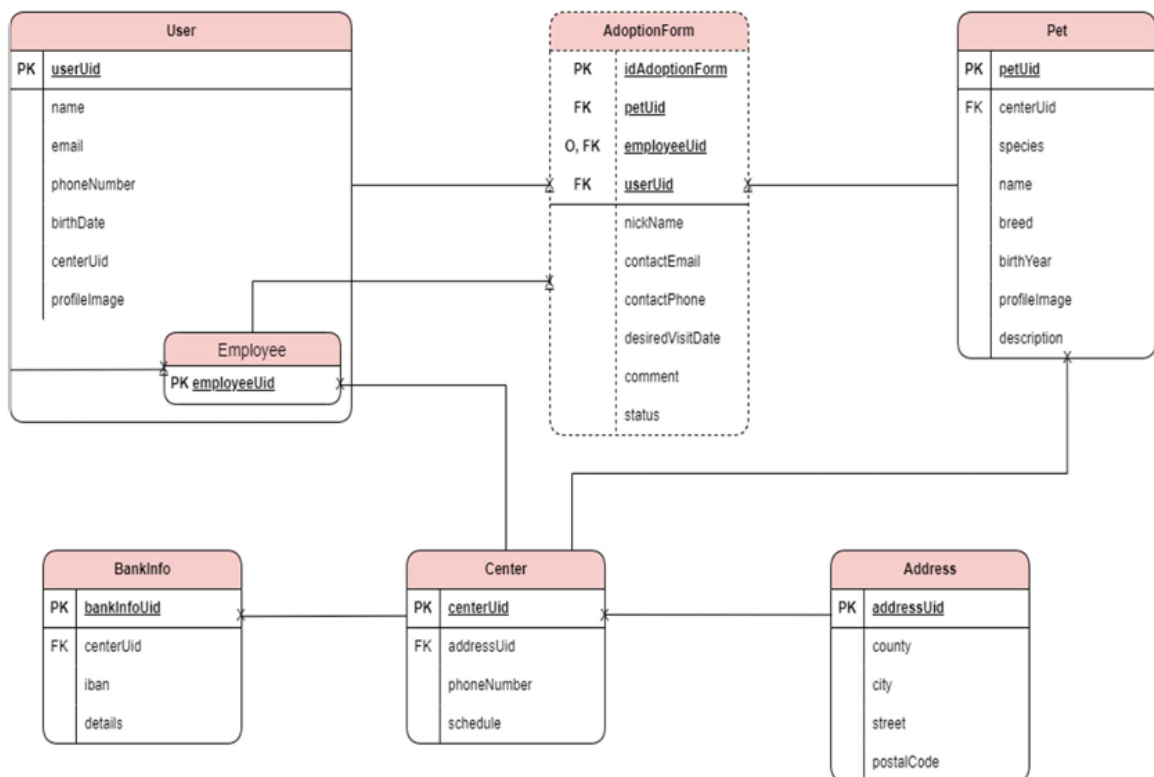 User
PK userUid
name
email
phoneNumber
birthDate
centerUid
profileImage
Employee
PK employeeUid
AdoptionForm
PK idAdoptionForm
FK petUid
O, FK employeeUid
FK userUid
nickName
contactEmail
contactPhone
desiredVisitDate
comment
status
Pet
PK petUid
FK centerUid
species
name
breed
birthYear
profileImage
description
BankInfo
PK bankInfoUid
FK centerUid
iban
details
Center
PK centerUid
FK addressUid
phoneNumber
schedule
Address
PK addressUid
county
city
street
postalCode